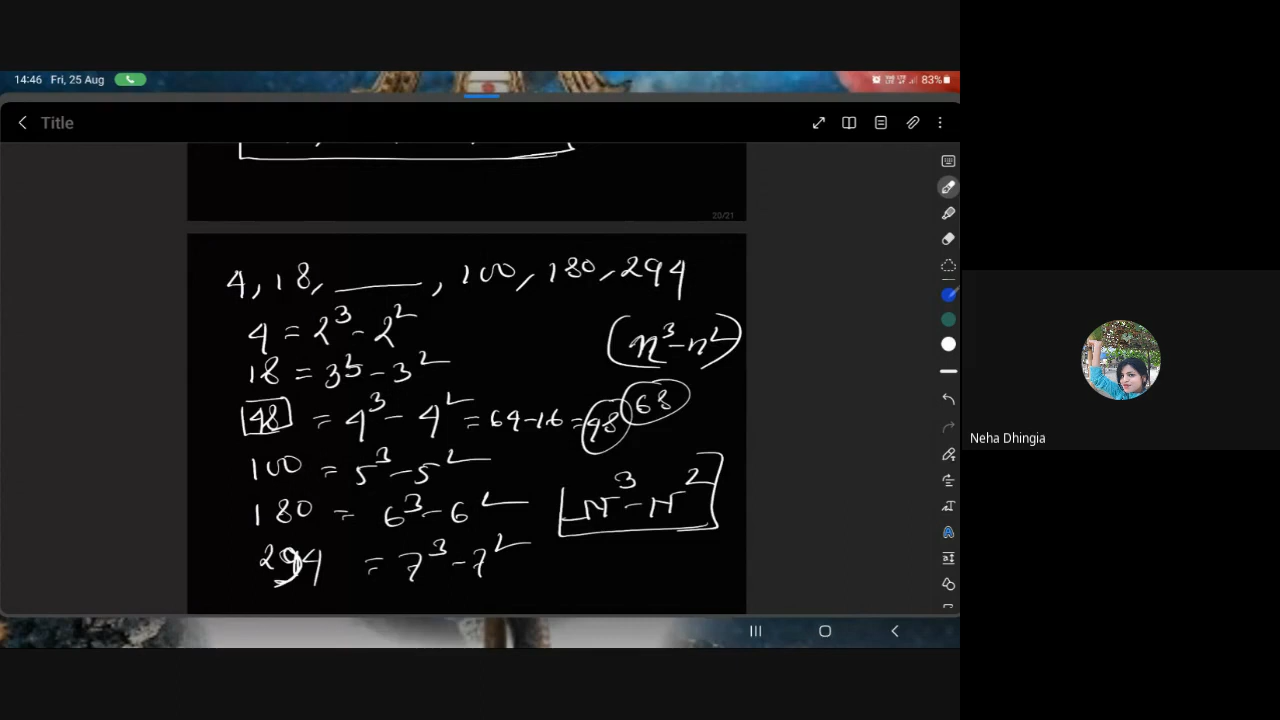 14:46 Fri, 25 Aug
83%
Title
20/21
4, 18, ____, 100, 180, 294
4 = 2³ - 2²
(n³-n²)
18 = 3³ - 3²
48 = 4³ - 4² = 64-16 = 48 68
100 = 5³ - 5²
180 = 6³ - 6²
N³ - N²
294 = 7³ - 7²
Neha Dhingia